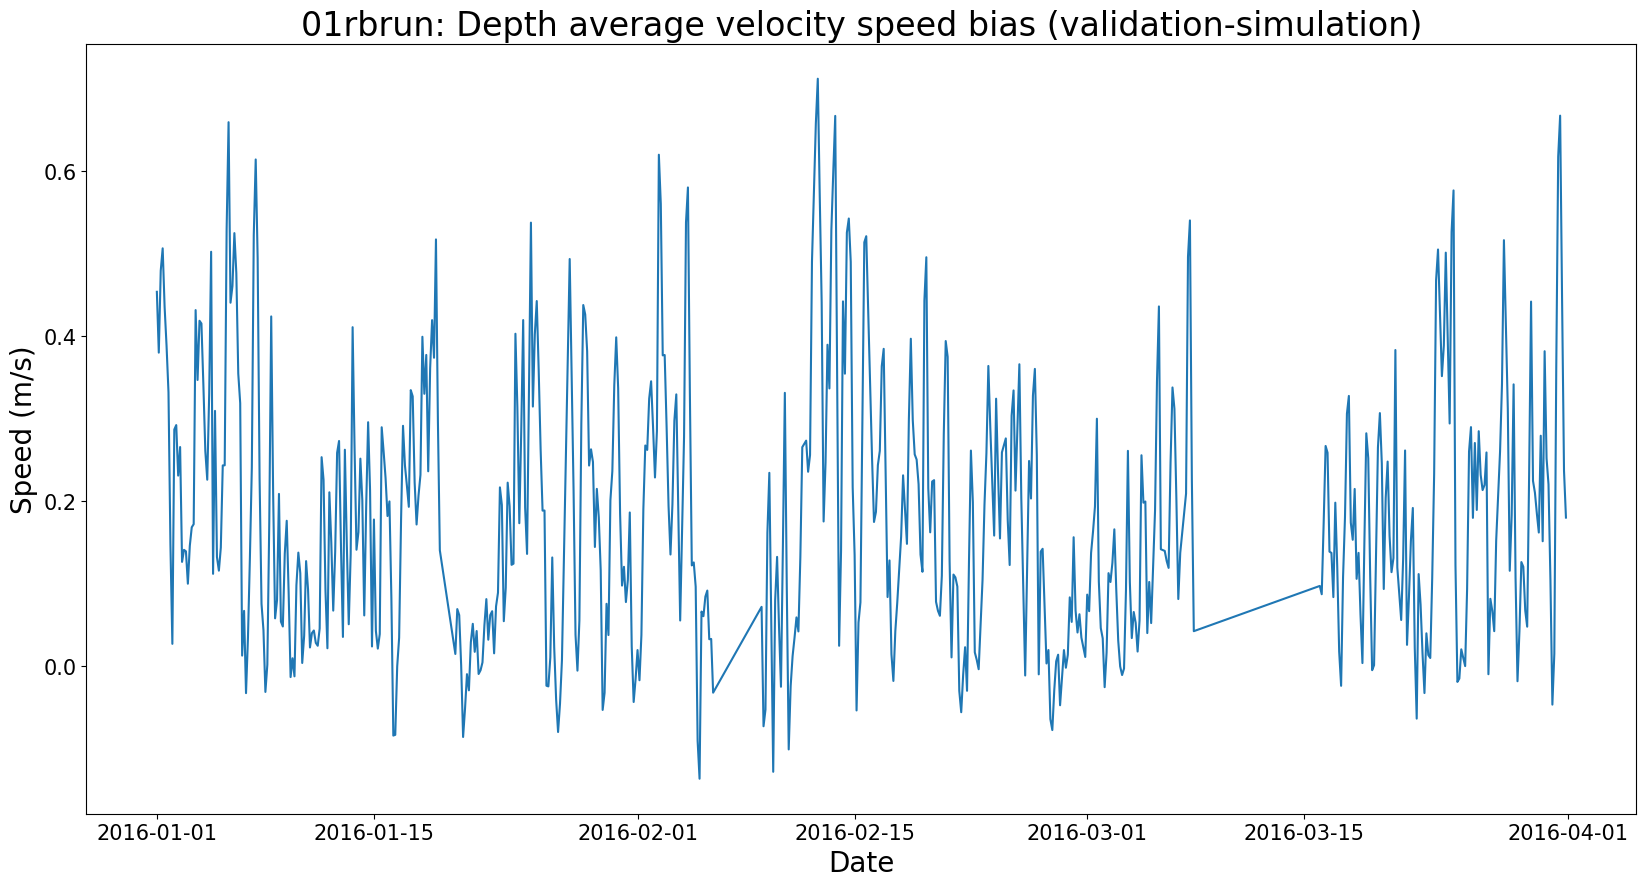 01rbrun: Depth average velocity speed bias (validation-simulation)
Speed (m/s)
0.6
0.4
0.2
0.0
2016-01-01 2016-01-15 2016-02-01 2016-02-15 2016-03-01 2016-03-15 2016-04-01
Date